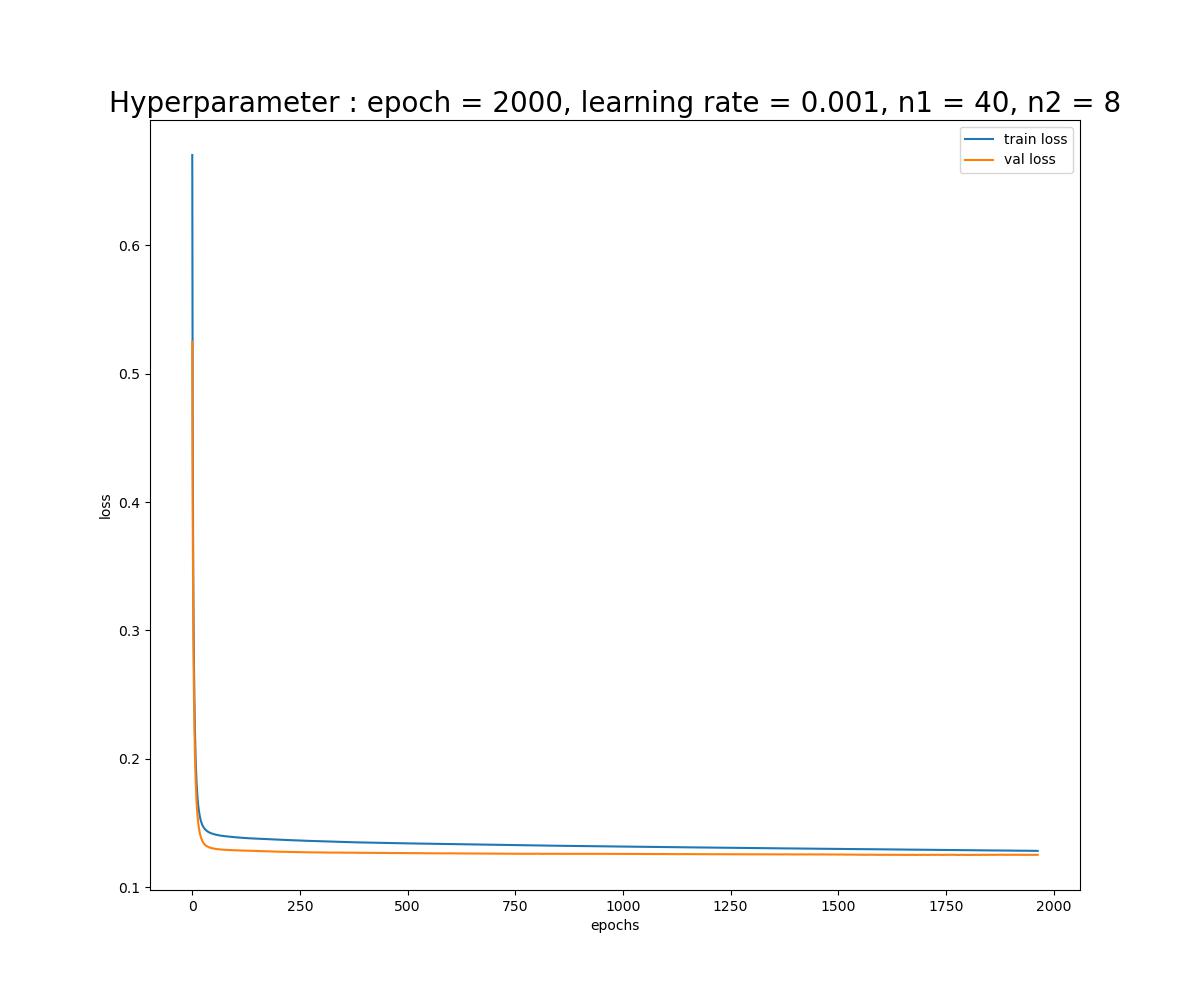 Hyperparameter : epoch = 2000, learning rate = 0.001, n1 = 40, n2 = 8
train loss
val loss
0.6
0.5
0.4
0.3
0.2
0.1
loss
0 250 500 750 1000 1250 1500 1750 2000
epochs